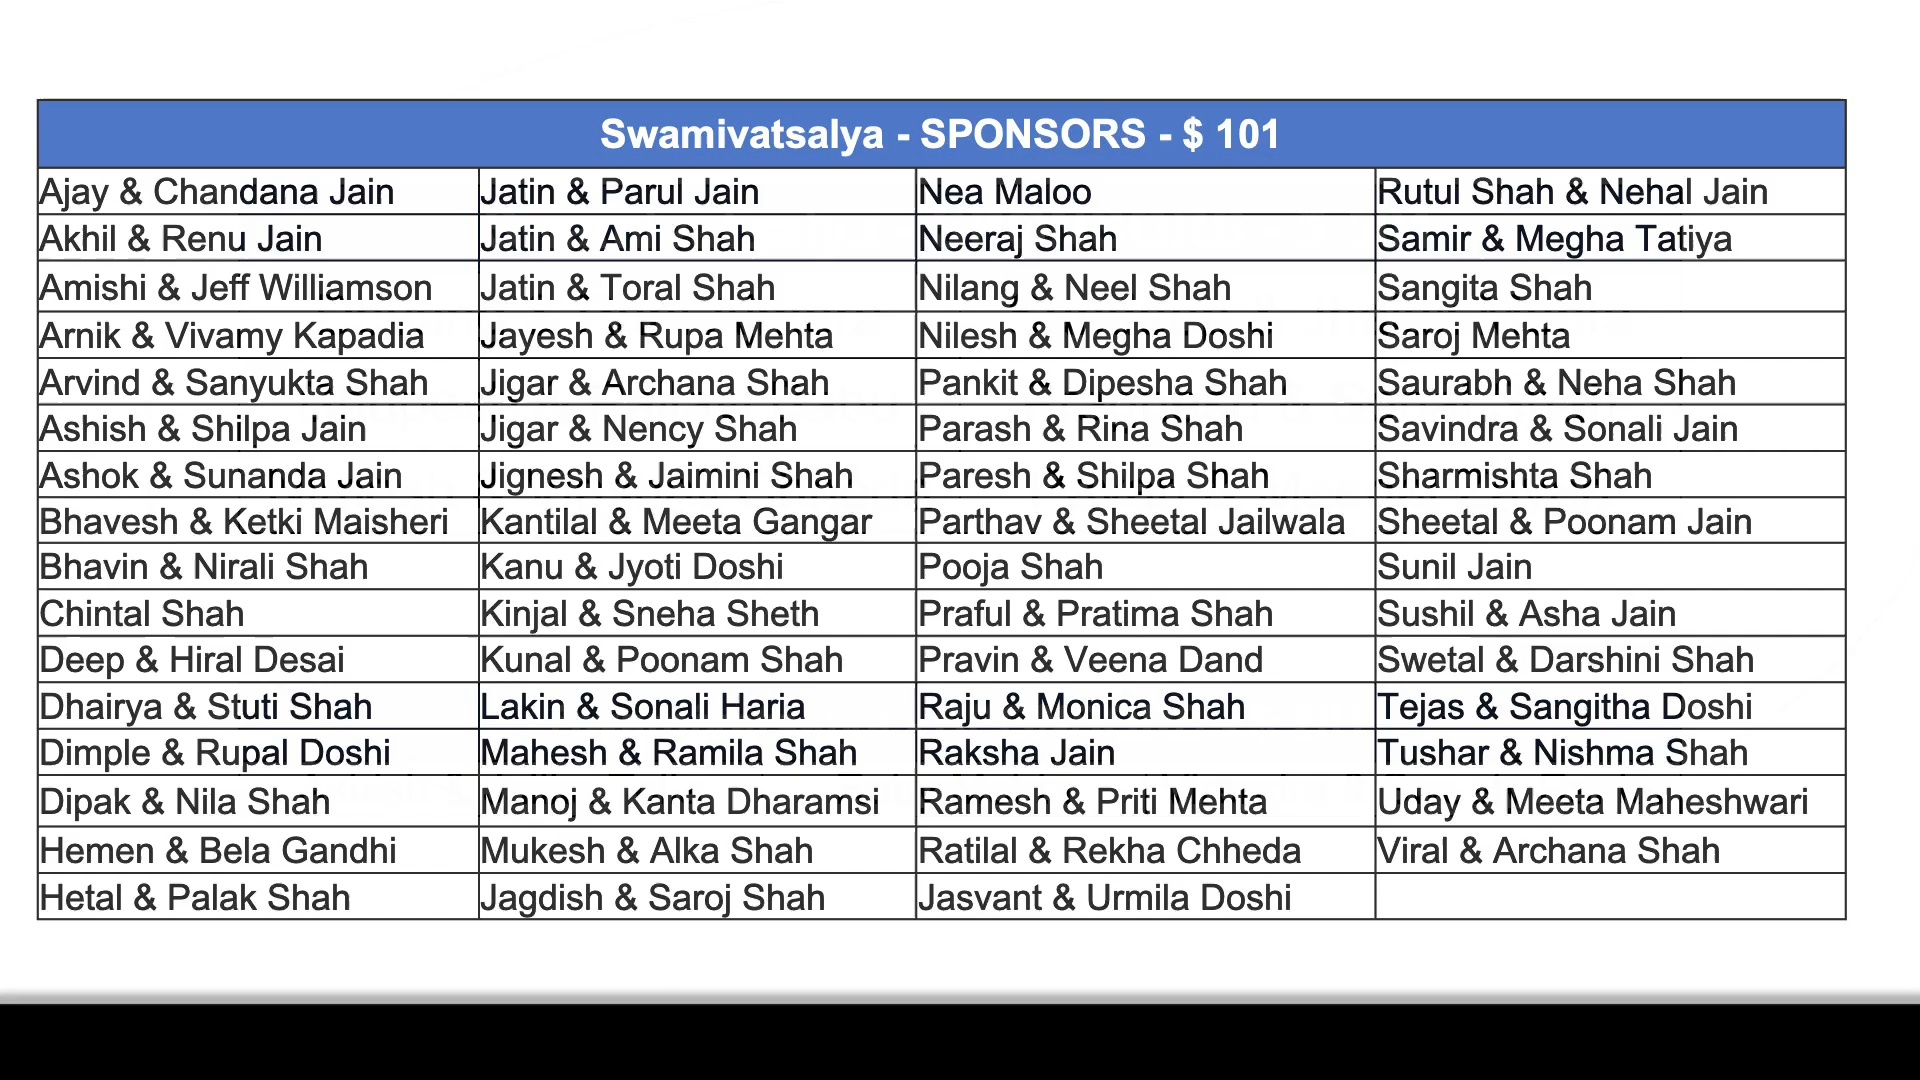 Swamivatsalya - SPONSORS - $ 101
Ajay & Chandana Jain Jatin & Parul Jain Nea Maloo Rutul Shah & Nehal Jain
Akhil & Renu Jain Jatin & Ami Shah Neeraj Shah Samir & Megha Tatiya
Amishi & Jeff Williamson Jatin & Toral Shah Nilang & Neel Shah Sangita Shah
Arnik & Vivamy Kapadia Jayesh & Rupa Mehta Nilesh & Megha Doshi Saroj Mehta
Arvind & Sanyukta Shah Jigar & Archana Shah Pankit & Dipesha Shah Saurabh & Neha Shah
Ashish & Shilpa Jain Jigar & Nency Shah Parash & Rina Shah Savindra & Sonali Jain
Ashok & Sunanda Jain Jignesh & Jaimini Shah Paresh & Shilpa Shah Sharmishta Shah
Bhavesh & Ketki Maisheri Kantilal & Meeta Gangar Parthav & Sheetal Jailwala Sheetal & Poonam Jain
Bhavin & Nirali Shah Kanu & Jyoti Doshi Pooja Shah Sunil Jain
Chintal Shah Kinjal & Sneha Sheth Praful & Pratima Shah Sushil & Asha Jain
Deep & Hiral Desai Kunal & Poonam Shah Pravin & Veena Dand Swetal & Darshini Shah
Dhairya & Stuti Shah Lakin & Sonali Haria Raju & Monica Shah Tejas & Sangitha Doshi
Dimple & Rupal Doshi Mahesh & Ramila Shah Raksha Jain Tushar & Nishma Shah
Dipak & Nila Shah Manoj & Kanta Dharamsi Ramesh & Priti Mehta Uday & Meeta Maheshwari
Hemen & Bela Gandhi Mukesh & Alka Shah Ratilal & Rekha Chheda Viral & Archana Shah
Hetal & Palak Shah Jagdish & Saroj Shah Jasvant & Urmila Doshi